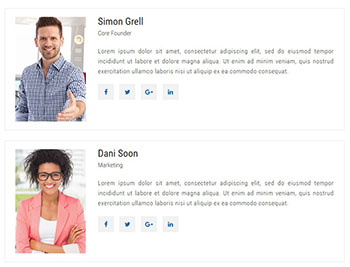 Simon Grell
Core Founder
Lorem ipsum dolor sit amet, consectetur adipiscing elit, sed do eiusmod tempor
incididunt ut labore et dolore magna aliqua. Ut enim ad minim veniam, quis nostrud
exercitation ullamco laboris nisi ut aliquip ex ea commodo consequat.
f G+ in
Dani Soon
Marketing
Lorem ipsum dolor sit amet, consectetur adipiscing elit, sed do eiusmod tempor
incididunt ut labore et dolore magna aliqua. Ut enim ad minim veniam, quis nostrud
exercitation ullamco laboris nisi ut aliquip ex ea commodo consequat.
f G+ in